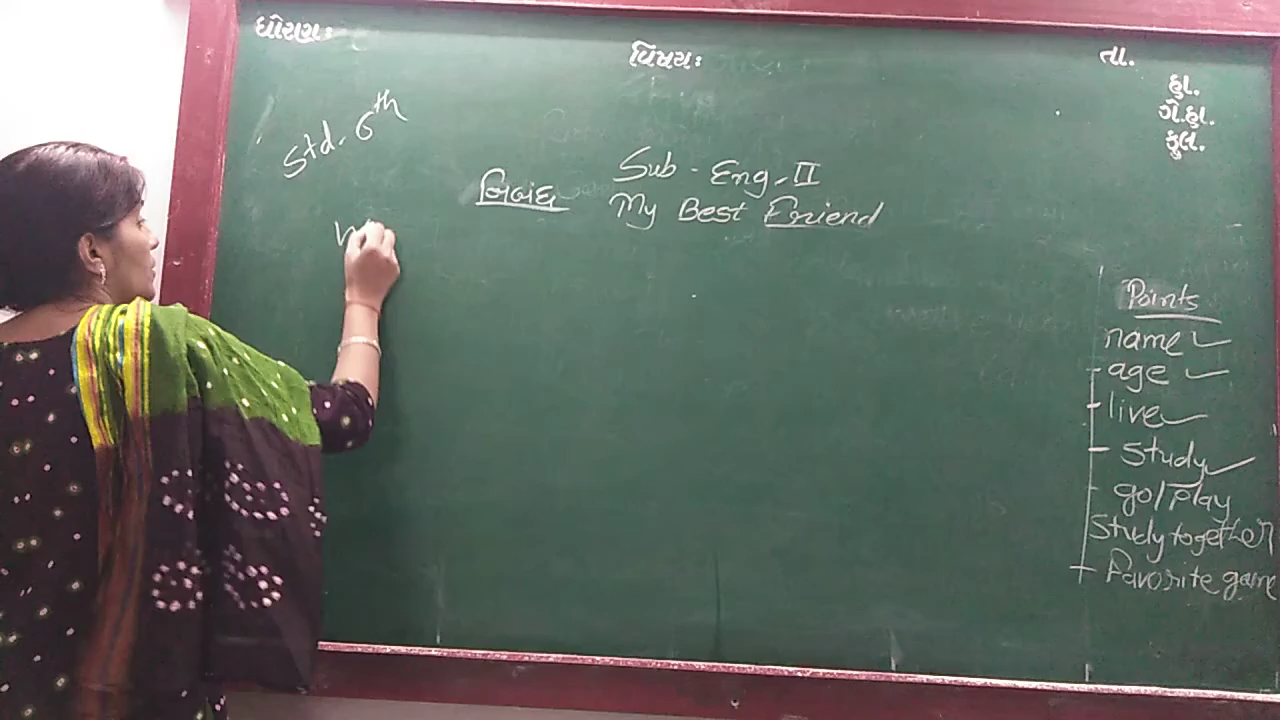 ધોરણઃ
વિષયઃ
તા.
હા.
ગે.હા.
કુલ.
Std. 6th
Sub - Eng. II
નિબંધ My Best Friend
Points
name
age
live
Study
go/play
Study together
Favorite game